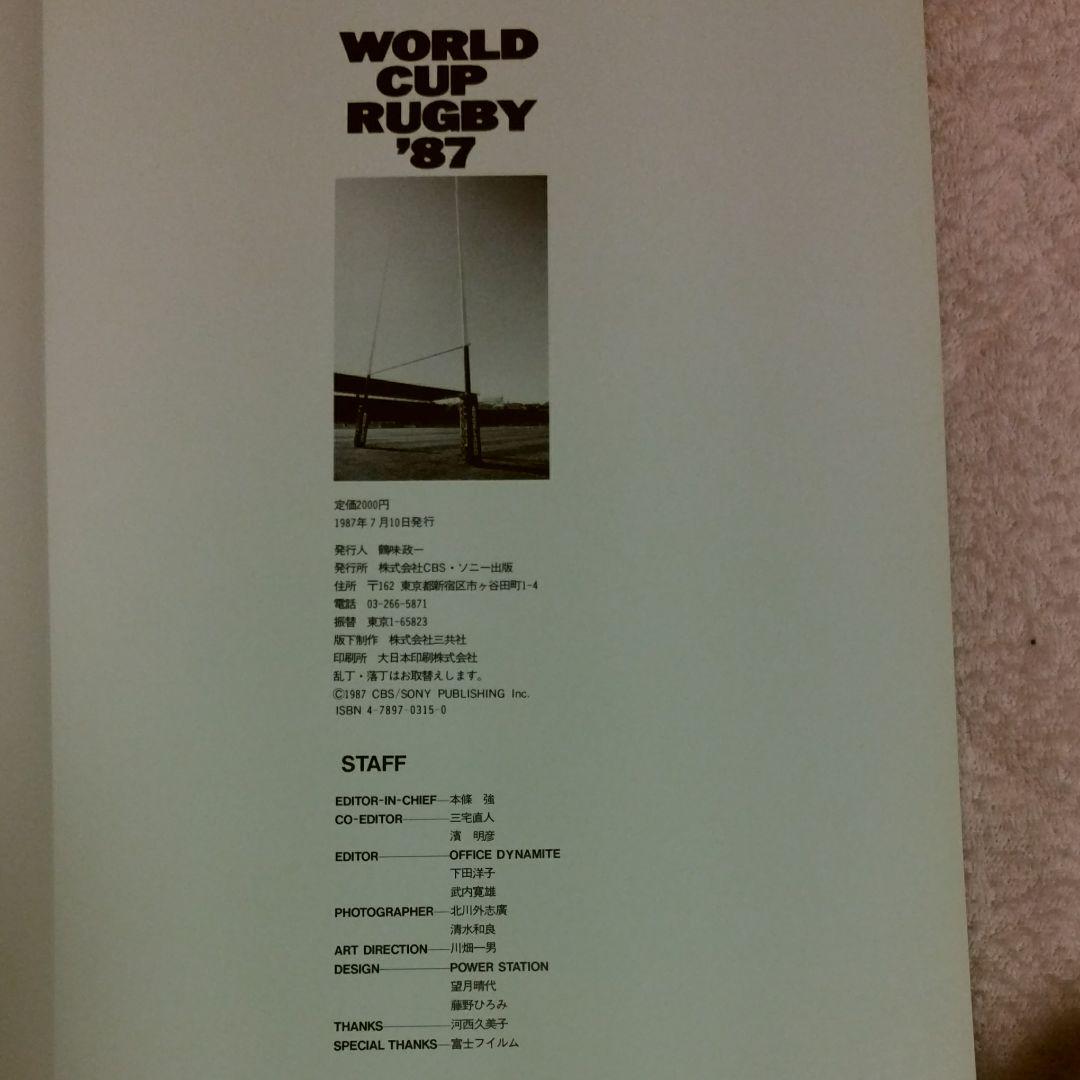 WORLD
CUP
RUGBY
'87
定価2000円
1987年7月10日発行
発行人 鶴味政一
発行所 株式会社CBS・ソニー出版
住所 〒162 東京都新宿区市ヶ谷田町1-4
電話 03-266-5871
振替 東京1-65823
版下制作 株式会社三共社
印刷所 大日本印刷株式会社
乱丁・落丁はお取替えします。
©1987 CBS/SONY PUBLISHING Inc.
ISBN 4-7897-0315-0
STAFF
EDITOR-IN-CHIEF—本條 強
CO-EDITOR—三宅直人
濱 明彦
EDITOR—OFFICE DYNAMITE
下田洋子
武内寛雄
PHOTOGRAPHER—北川外志廣
清水和良
ART DIRECTION—川畑一男
DESIGN—POWER STATION
望月晴代
藤野ひろみ
THANKS—河西久美子
SPECIAL THANKS—富士フイルム